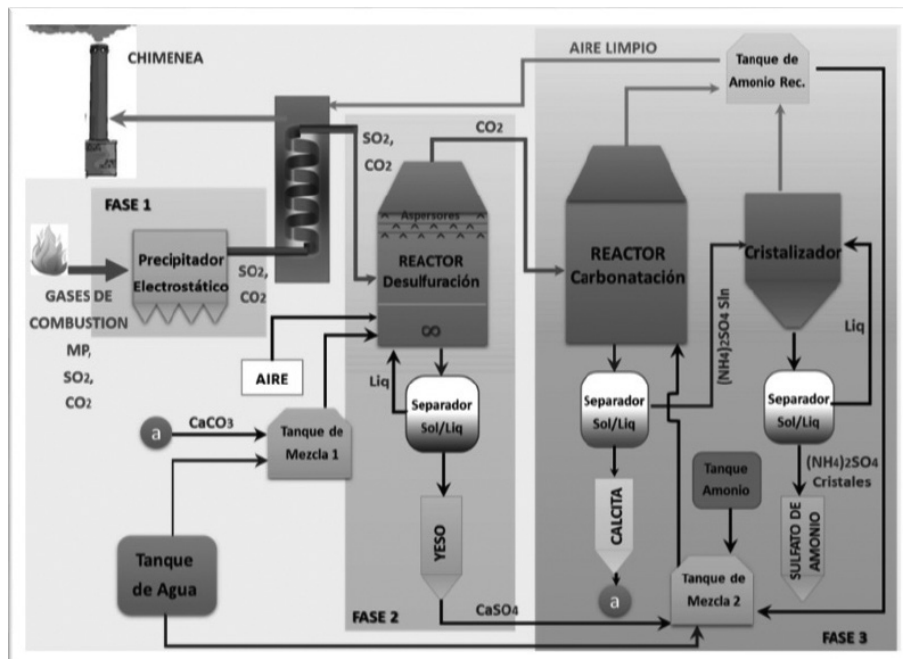 CHIMENEA
AIRE LIMPIO
Tanque de
Amonio Rec.
SO2,
CO2
CO2
FASE 1
Precipitador
Electrostático
SO2,
CO2
GASES DE
COMBUSTION
MP,
SO2,
CO2
Aspersores
REACTOR
Desulfuración
∞
AIRE
Liq
Separador
Sol/Liq
a
CaCO3
Tanque de
Mezcla 1
YESO
Tanque
de Agua
FASE 2
CaSO4
REACTOR
Carbonatación
Separador
Sol/Liq
CALCITA
a
(NH4)2SO4 Sln
Cristalizador
Liq
Separador
Sol/Liq
(NH4)2SO4
Cristales
SULFATO DE
AMONIO
Tanque
Amonio
Tanque de
Mezcla 2
FASE 3